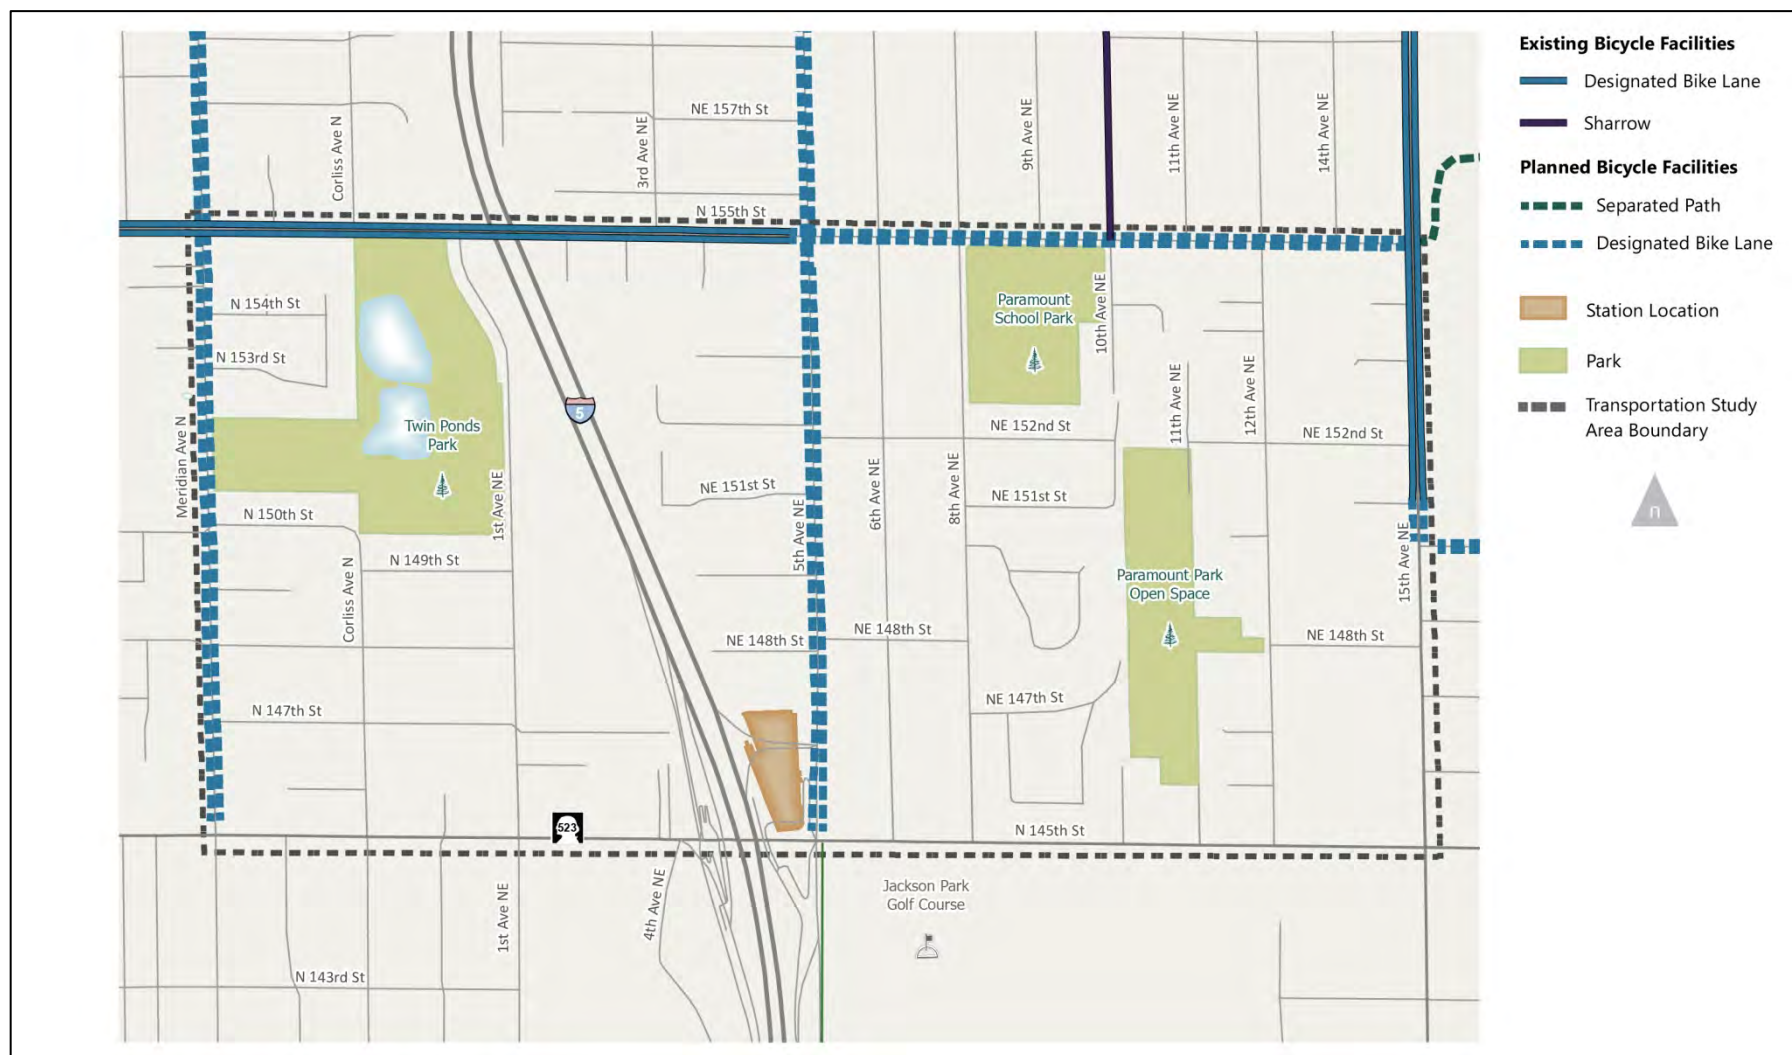 Existing Bicycle Facilities
Designated Bike Lane
Sharrow
Planned Bicycle Facilities
Separated Path
Designated Bike Lane
Station Location
Park
Transportation Study
Area Boundary
n
NE 157th St
Corliss Ave N
3rd Ave NE
9th Ave NE
11th Ave NE
14th Ave NE
N 155th St
N 154th St
N 153rd St
Paramount
School Park
10th Ave NE
5
Twin Ponds
Park
Meridian Ave N
1st Ave NE
NE 152nd St
11th Ave NE
12th Ave NE
NE 152nd St
NE 151st St
5th Ave NE
6th Ave NE
8th Ave NE
NE 151st St
N 150th St
N 149th St
Corliss Ave N
Paramount Park
Open Space
15th Ave NE
NE 148th St
NE 148th St
NE 148th St
N 147th St
NE 147th St
523
N 145th St
Jackson Park
Golf Course
1st Ave NE
4th Ave NE
N 143rd St